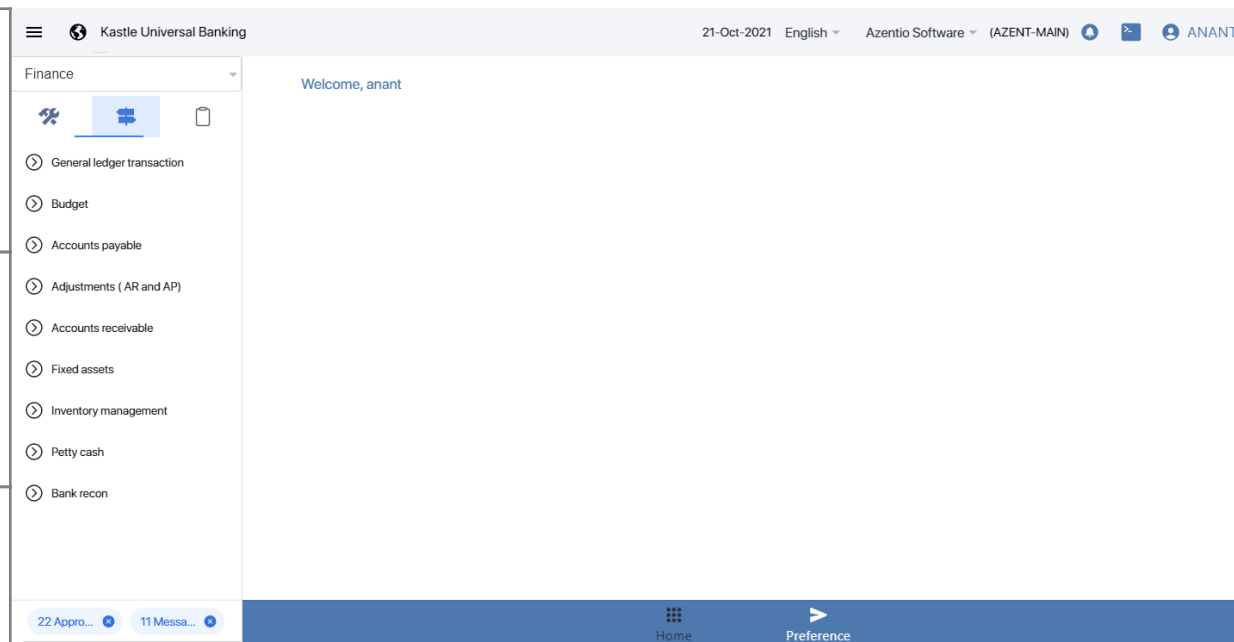 Kastle Universal Banking
21-Oct-2021 English Azentio Software (AZENT-MAIN) ANANT
Finance
Welcome, anant
General ledger transaction
Budget
Accounts payable
Adjustments ( AR and AP)
Accounts receivable
Fixed assets
Inventory management
Petty cash
Bank recon
22 Appro... 11 Messa...
Home Preference